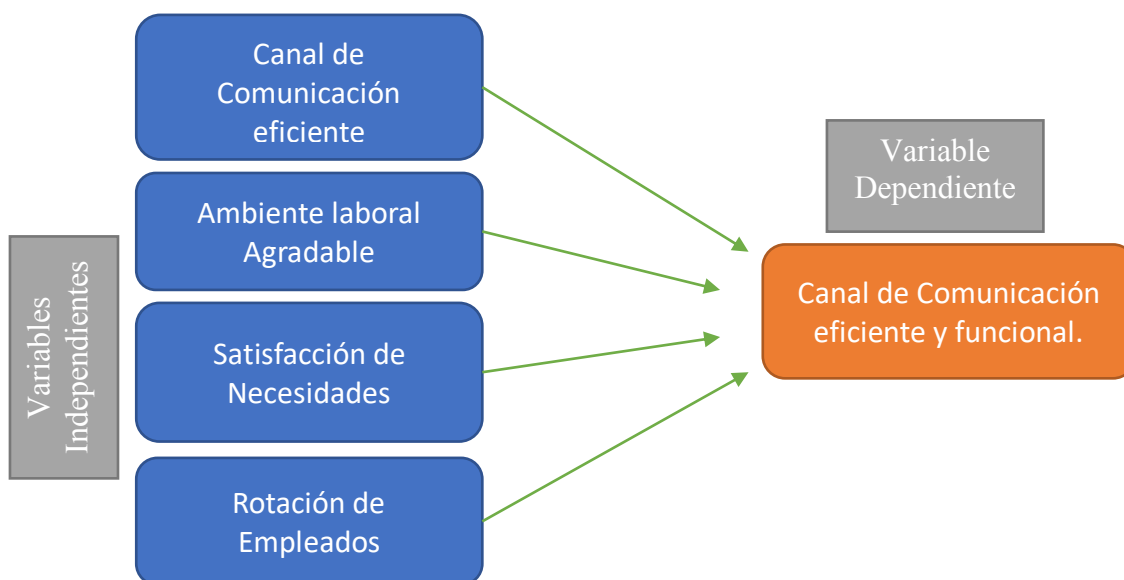 Variables
Independientes
Canal de
Comunicación
eficiente
Ambiente laboral
Agradable
Satisfacción de
Necesidades
Rotación de
Empleados
Variable
Dependiente
Canal de Comunicación
eficiente y funcional.